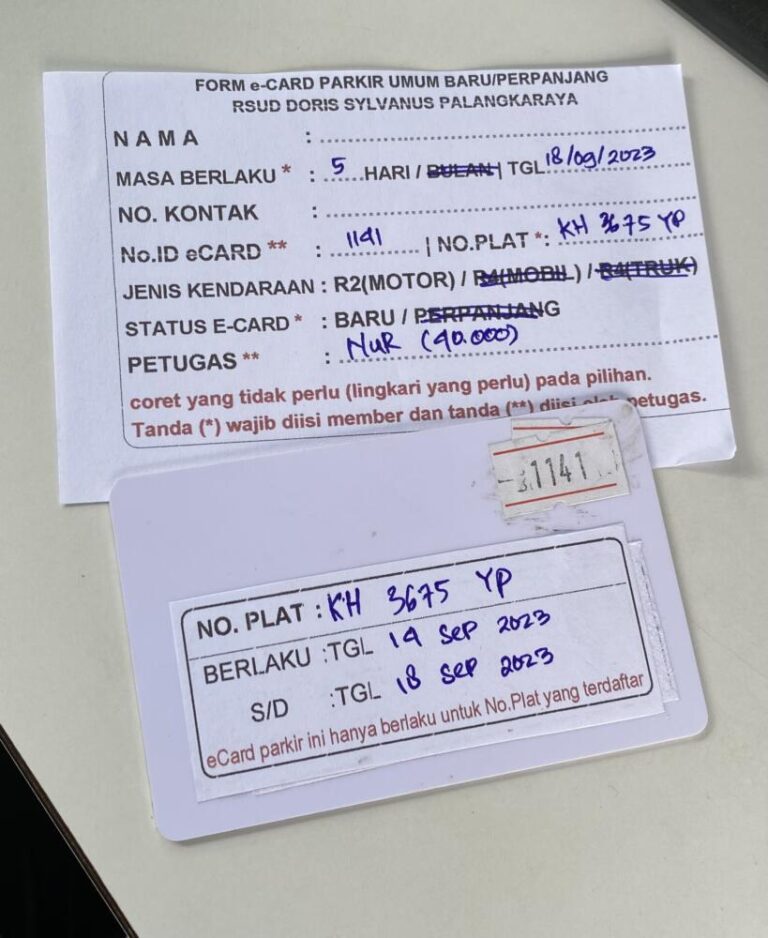 FORM e-CARD PARKIR UMUM BARU/PERPANJANG
RSUD DORIS SYLVANUS PALANGKARAYA
NAMA :
MASA BERLAKU * : 5 HARI / BULAN | TGL 18/09/2023
NO. KONTAK :
No.ID eCARD ** : 1141 | NO.PLAT *: KH 3675 YP
JENIS KENDARAAN : R2(MOTOR) / R4(MOBIL) / R4(TRUK)
STATUS E-CARD * : BARU / PERPANJANG
PETUGAS ** : NUR (40.000)
coret yang tidak perlu (lingkari yang perlu) pada pilihan.
Tanda (*) wajib diisi member dan tanda (**) diisi oleh petugas.
1141
NO. PLAT : KH 3675 YP
BERLAKU :TGL 14 SEP 2023
S/D :TGL 18 SEP 2023
eCard parkir ini hanya berlaku untuk No.Plat yang terdaftar